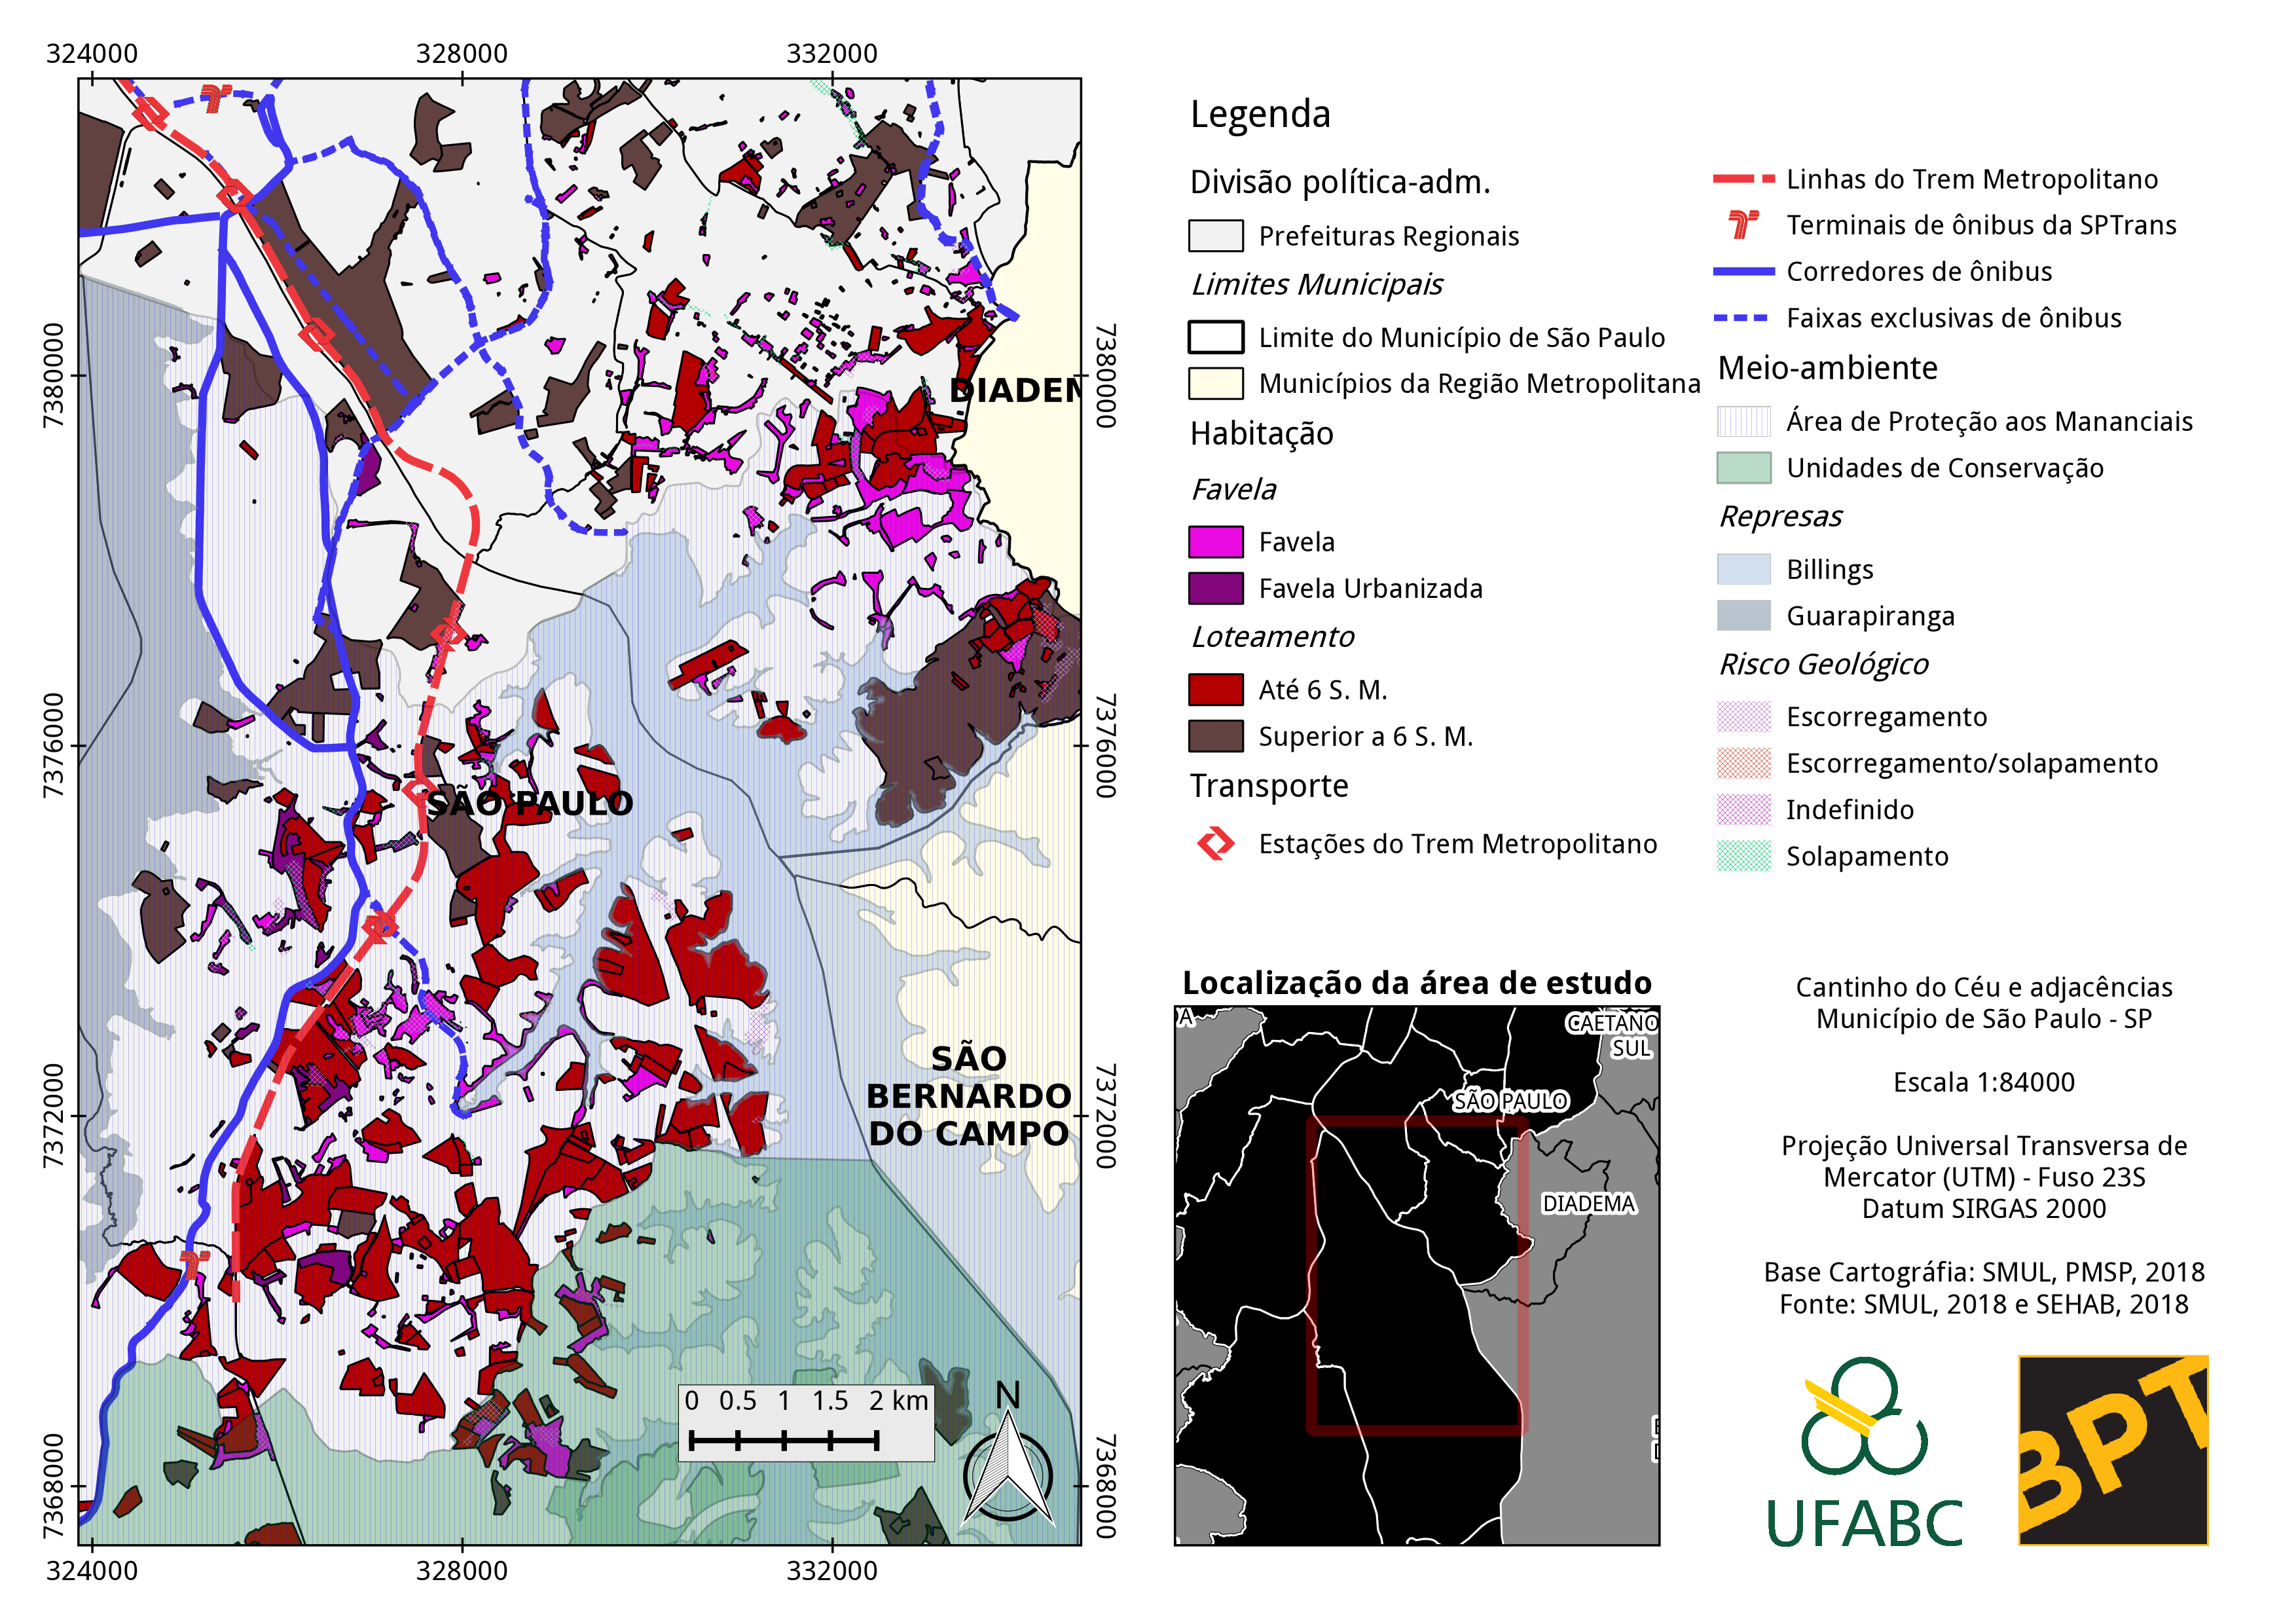 324000
328000
332000
7380000
7376000
7372000
7368000
7380000
7376000
7372000
7368000
324000
328000
332000
DIADEM
SÃO PAULO
SÃO
BERNARDO
DO CAMPO
0 0.5 1 1.5 2 km
N
Legenda
Divisão política-adm.
Prefeituras Regionais
Limites Municipais
Limite do Município de São Paulo
Municípios da Região Metropolitana
Habitação
Favela
Favela
Favela Urbanizada
Loteamento
Até 6 S. M.
Superior a 6 S. M.
Transporte
Estações do Trem Metropolitano
Linhas do Trem Metropolitano
Terminais de ônibus da SPTrans
Corredores de ônibus
Faixas exclusivas de ônibus
Meio-ambiente
Área de Proteção aos Mananciais
Unidades de Conservação
Represas
Billings
Guarapiranga
Risco Geológico
Escorregamento
Escorregamento/solapamento
Indefinido
Solapamento
Localização da área de estudo
A
CAETANO
SUL
SÃO PAULO
DIADEMA
Cantinho do Céu e adjacências
Município de São Paulo - SP
Escala 1:84000
Projeção Universal Transversa de
Mercator (UTM) - Fuso 23S
Datum SIRGAS 2000
Base Cartográfia: SMUL, PMSP, 2018
Fonte: SMUL, 2018 e SEHAB, 2018
UFABC
BPT